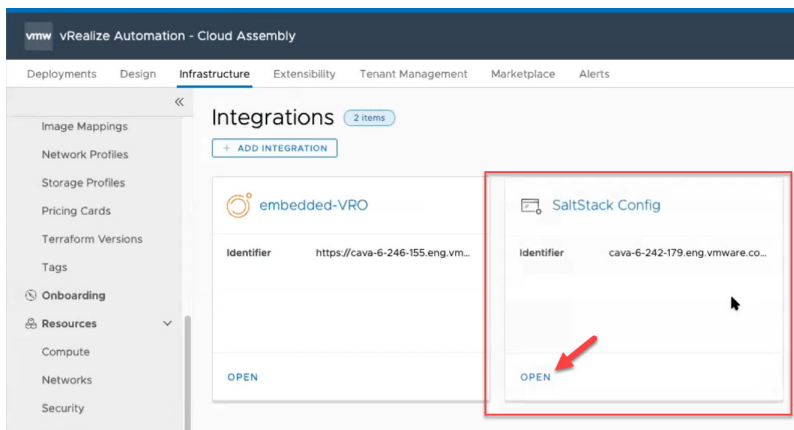 vmw vRealize Automation - Cloud Assembly
Deployments Design Infrastructure Extensibility Tenant Management Marketplace Alerts
Image Mappings
Network Profiles
Storage Profiles
Pricing Cards
Terraform Versions
Tags
Onboarding
Resources
Compute
Networks
Security
Integrations 2 items
+ ADD INTEGRATION
embedded-VRO
Identifier https://cava-6-246-155.eng.vm...
OPEN
SaltStack Config
Identifier cava-6-242-179.eng.vmware.co...
OPEN